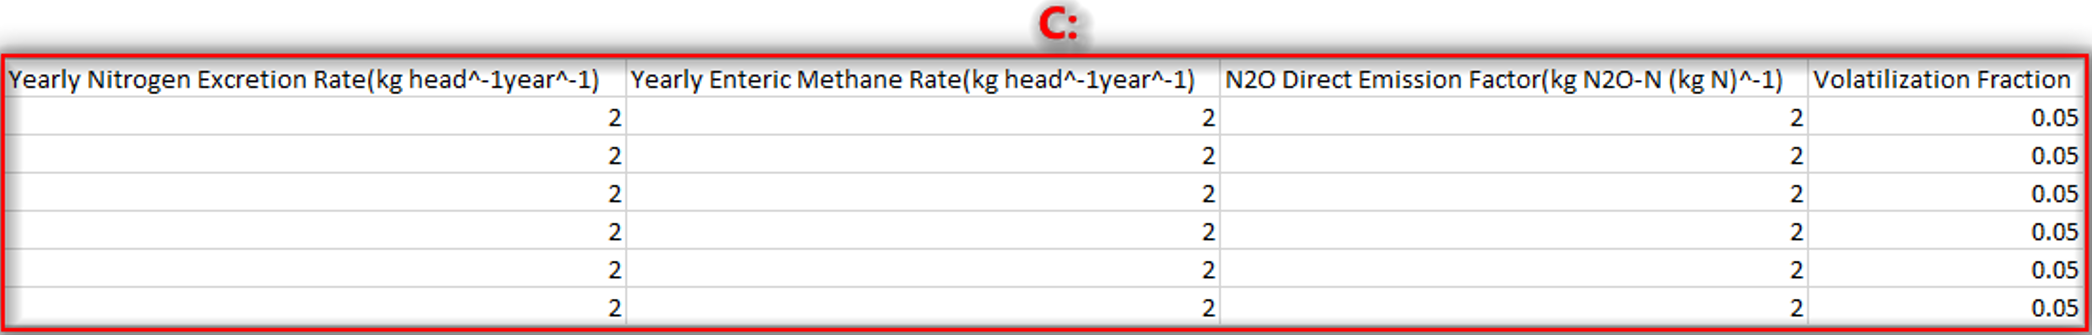 C:
Yearly Nitrogen Excretion Rate(kg head^-1year^-1) Yearly Enteric Methane Rate(kg head^-1year^-1) N2O Direct Emission Factor(kg N2O-N (kg N)^-1) Volatilization Fraction
2 2 2 0.05
2 2 2 0.05
2 2 2 0.05
2 2 2 0.05
2 2 2 0.05
2 2 2 0.05